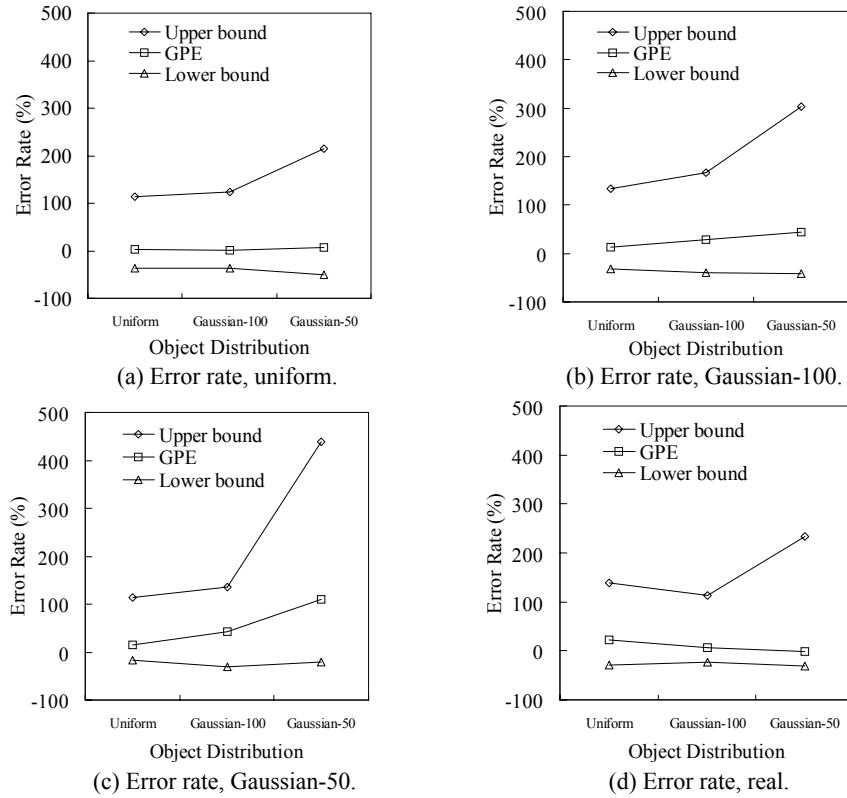 500
400
300
200
100
0
-100
Error Rate (%)
Upper bound
GPE
Lower bound
Uniform Gaussian-100 Gaussian-50
Object Distribution
(a) Error rate, uniform.
500
400
300
200
100
0
-100
Error Rate (%)
Upper bound
GPE
Lower bound
Uniform Gaussian-100 Gaussian-50
Object Distribution
(b) Error rate, Gaussian-100.
500
400
300
200
100
0
-100
Error Rate (%)
Upper bound
GPE
Lower bound
Uniform Gaussian-100 Gaussian-50
Object Distribution
(c) Error rate, Gaussian-50.
500
400
300
200
100
0
-100
Error Rate (%)
Upper bound
GPE
Lower bound
Uniform Gaussian-100 Gaussian-50
Object Distribution
(d) Error rate, real.